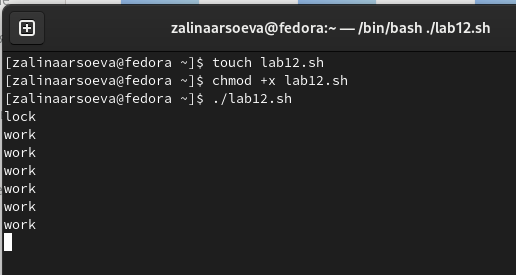 zalinaarsoeva@fedora:~ — /bin/bash ./lab12.sh
[zalinaarsoeva@fedora ~]$ touch lab12.sh
[zalinaarsoeva@fedora ~]$ chmod +x lab12.sh
[zalinaarsoeva@fedora ~]$ ./lab12.sh
lock
work
work
work
work
work
work